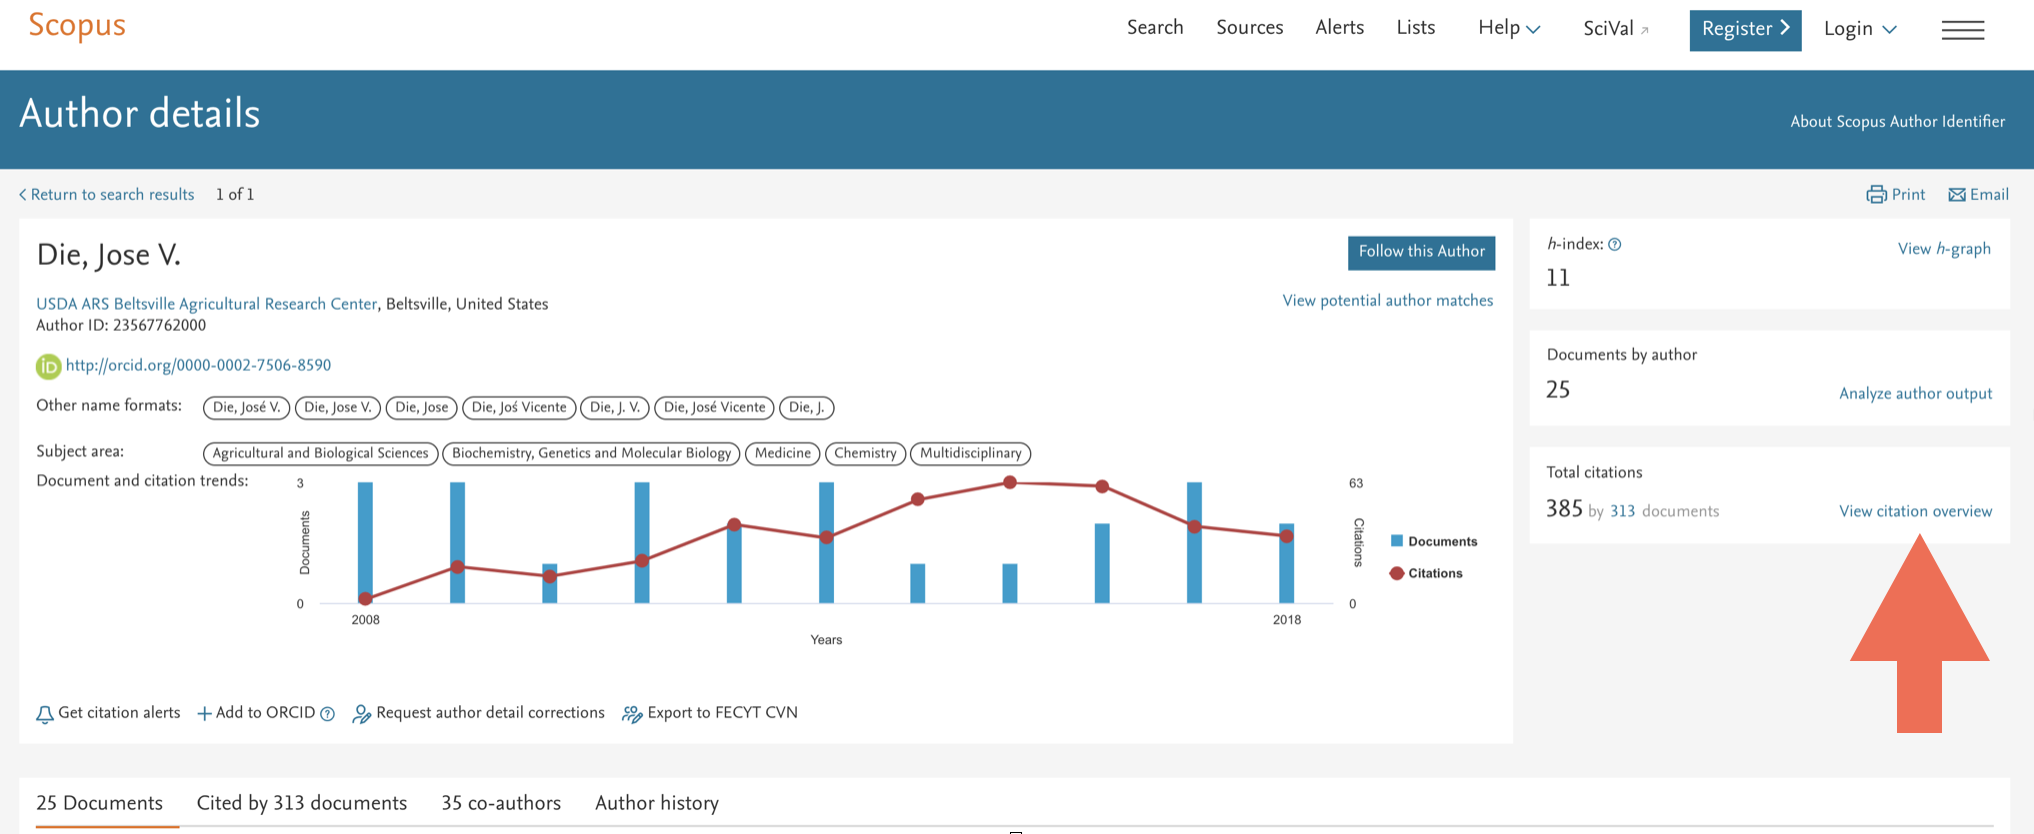 Scopus
Search Sources Alerts Lists Help SciVal Register Login
Author details
About Scopus Author Identifier
Return to search results 1 of 1
Print Email
Die, Jose V.
Follow this Author
USDA ARS Beltsville Agricultural Research Center, Beltsville, United States
View potential author matches
Author ID: 23567762000
iD http://orcid.org/0000-0002-7506-8590
Other name formats: Die, José V. Die, Jose V. Die, Jose Die, Joś Vicente Die, J. V. Die, José Vicente Die, J.
Subject area: Agricultural and Biological Sciences Biochemistry, Genetics and Molecular Biology Medicine Chemistry Multidisciplinary
Document and citation trends:
3
Documents
0
63
Citations
0
2008
2018
Years
Documents
Citations
Get citation alerts Add to ORCID Request author detail corrections Export to FECYT CVN
h-index:
View h-graph
11
Documents by author
25
Analyze author output
Total citations
385 by 313 documents
View citation overview
25 Documents Cited by 313 documents 35 co-authors Author history